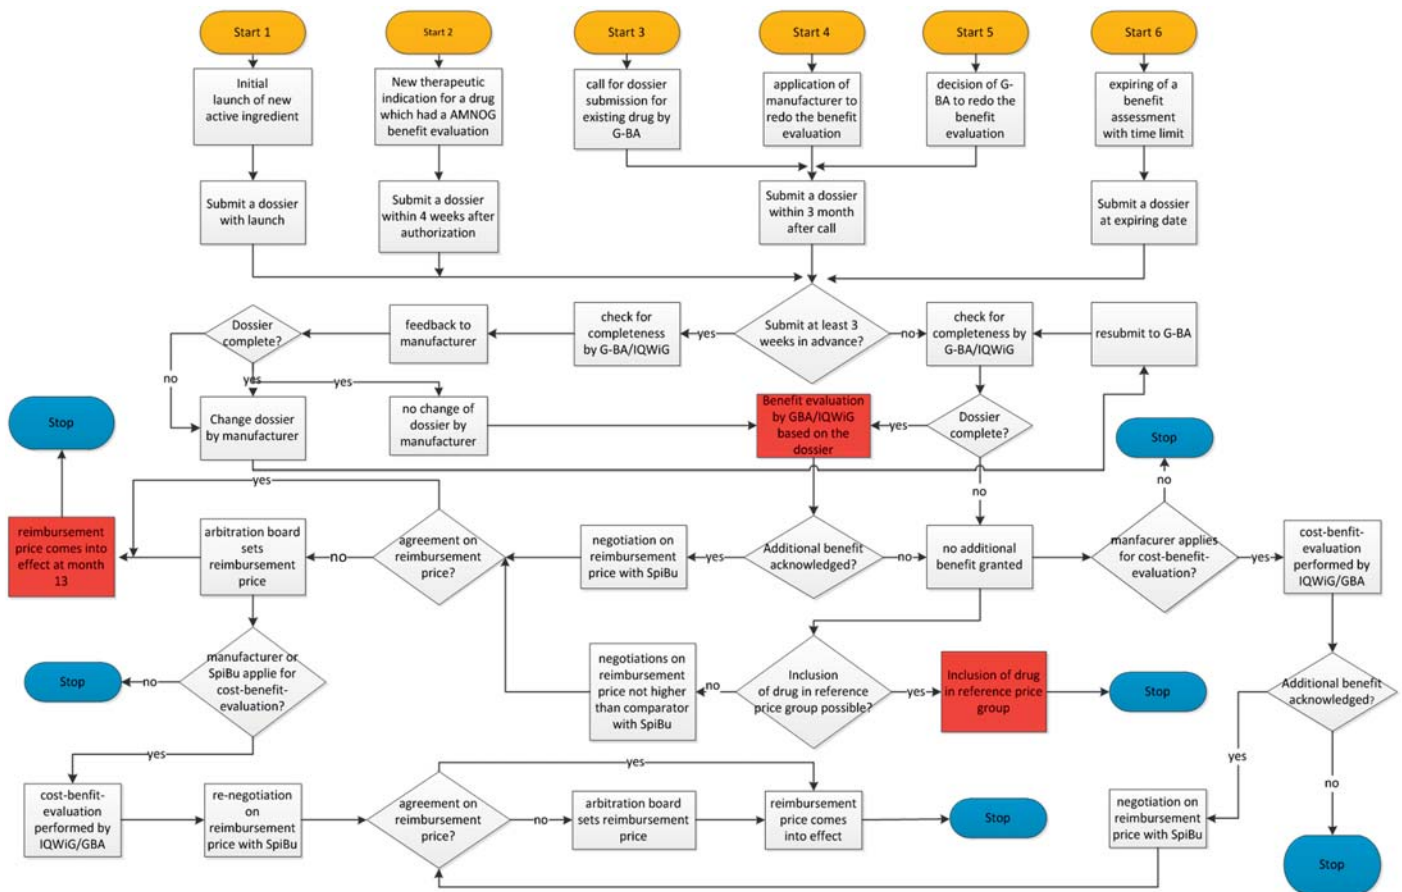 Start 1
Start 2
Start 3
Start 4
Start 5
Start 6
Initial
launch of new
active ingredient
New therapeutic
indication for a drug
which had a AMNOG
benefit evaluation
call for dossier
submission for
existing drug by
G-BA
application of
manufacturer to
redo the benefit
evaluation
decision of G-
BA to redo the
benefit
evaluation
expiring of a
benefit
assessment
with time limit
Submit a dossier
with launch
Submit a dossier
within 4 weeks after
authorization
Submit a dossier
within 3 month
after call
Submit a dossier
at expiring date
Dossier
complete?
feedback to
manufacturer
check for
completeness
by G-BA/IQWiG
yes
Submit at least 3
weeks in advance?
no
check for
completeness by
G-BA/IQWiG
resubmit to G-BA
no
yes
yes
Stop
Change dossier
by manufacturer
no change of
dossier by
manufacturer
Benefit evaluation
by GBA/IQWiG
based on the
dossier
yes
Dossier
complete?
Stop
yes
no
no
reimbursement
price comes into
effect at month
13
arbitration board
sets
reimbursement
price
no
agreement on
reimbursement
price?
negotiation on
reimbursement
price with SpiBu
yes
Additional benefit
acknowledged?
no
no additional
benefit granted
manfacurer applies
for cost-benefit-
evaluation?
yes
cost-benfit-
evaluation
performed by
IQWiG/GBA
Stop
no
manufacturer or
SpiBu applie for
cost-benefit-
evaluation?
negotiations on
reimbursement
price not higher
than comparator
with SpiBu
no
Inclusion
of drug in reference
price group possible?
yes
Inclusion of drug
in reference price
group
Stop
Additional benefit
acknowledged?
yes
yes
yes
no
cost-benfit-
evaluation
performed by
IQWiG/GBA
re-negotiation
on
reimbursement
price with SpiBu
agreement on
reimbursement
price?
no
arbitration board
sets reimbursement
price
reimbursement
price comes
into effect
Stop
negotiation on
reimbursement
price with SpiBu
Stop